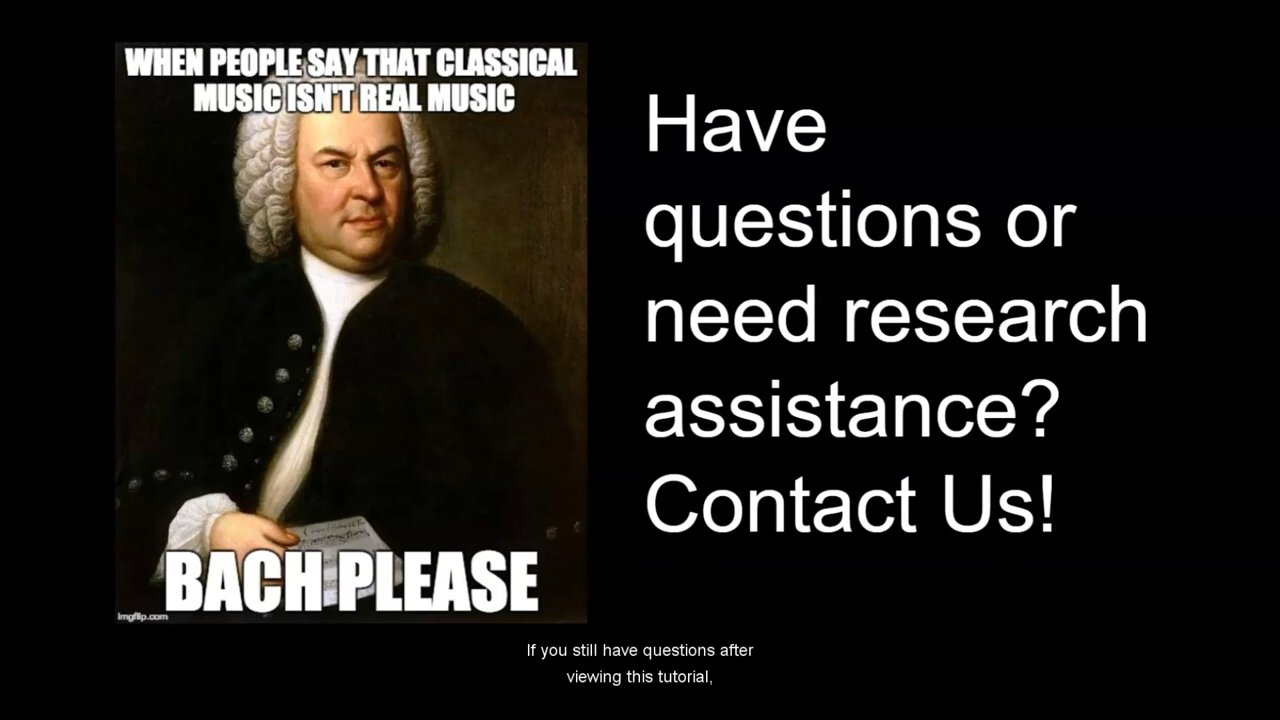 WHEN PEOPLE SAY THAT CLASSICAL
MUSIC ISN'T REAL MUSIC
BACH PLEASE
imgflip.com
Have
questions or
need research
assistance?
Contact Us!
If you still have questions after
viewing this tutorial,